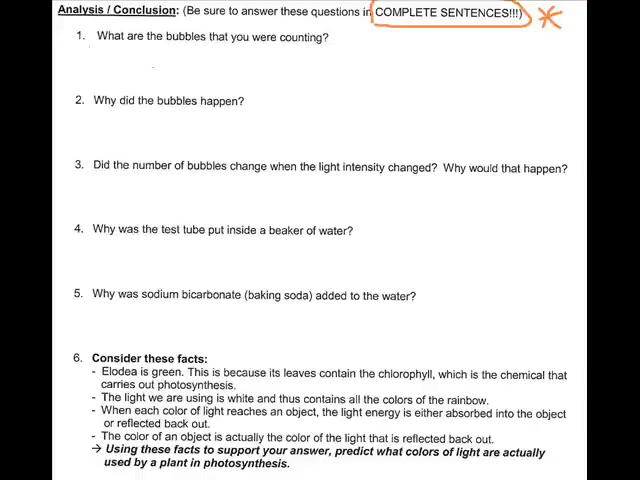 Analysis / Conclusion: (Be sure to answer these questions in COMPLETE SENTENCES!!!)
1. What are the bubbles that you were counting?
2. Why did the bubbles happen?
3. Did the number of bubbles change when the light intensity changed? Why would that happen?
4. Why was the test tube put inside a beaker of water?
5. Why was sodium bicarbonate (baking soda) added to the water?
6. Consider these facts:
- Elodea is green. This is because its leaves contain the chlorophyll, which is the chemical that
carries out photosynthesis.
- The light we are using is white and thus contains all the colors of the rainbow.
- When each color of light reaches an object, the light energy is either absorbed into the object
or reflected back out.
- The color of an object is actually the color of the light that is reflected back out.
→ Using these facts to support your answer, predict what colors of light are actually
used by a plant in photosynthesis.